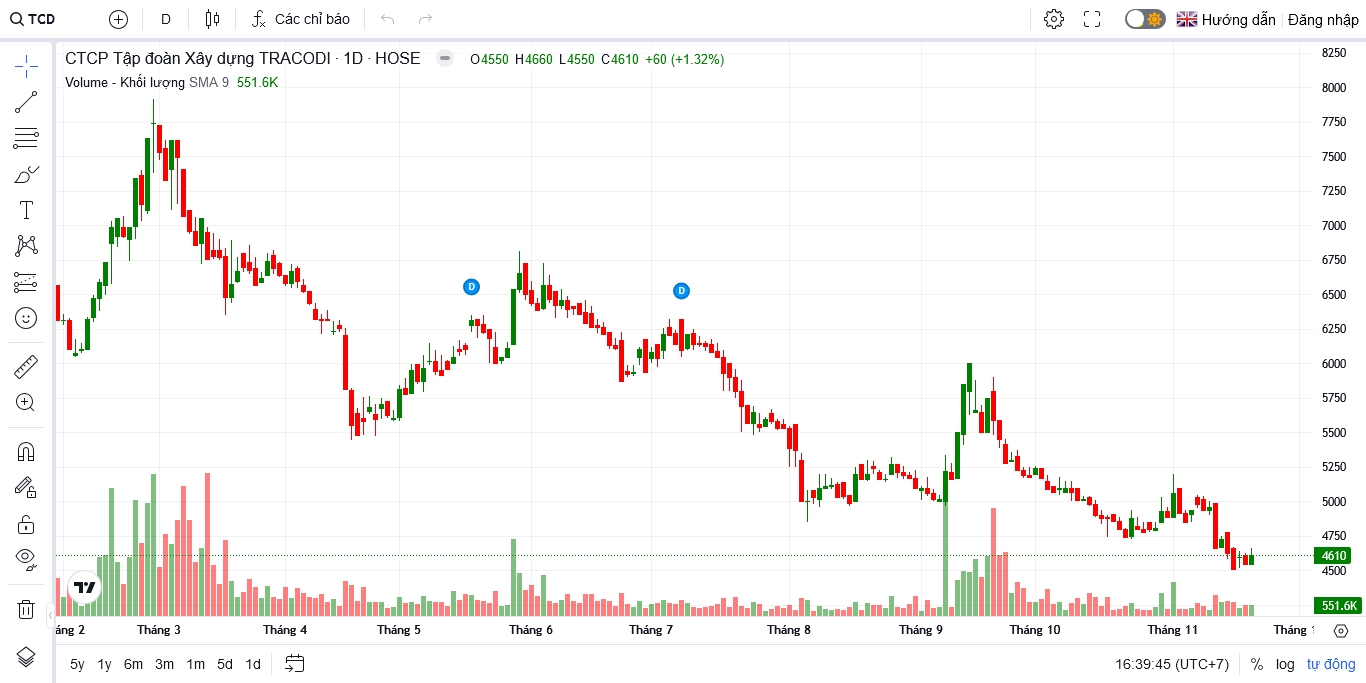 TCD D Các chỉ báo Hướng dẫn Đăng nhập
CTCP Tập đoàn Xây dựng TRACODI · 1D · HOSE O4550 H4660 L4550 C4610 +60 (+1.32%)
Volume - Khối lượng SMA 9 551.6K
8250
8000
7750
7500
7250
7000
6750
6500
6250
6000
5750
5500
5250
5000
4750
4610
4500
551.6K
D
D
áng 2 Tháng 3 Tháng 4 Tháng 5 Tháng 6 Tháng 7 Tháng 8 Tháng 9 Tháng 10 Tháng 11 Tháng 1
5y 1y 6m 3m 1m 5d 1d 16:39:45 (UTC+7) % log tự động